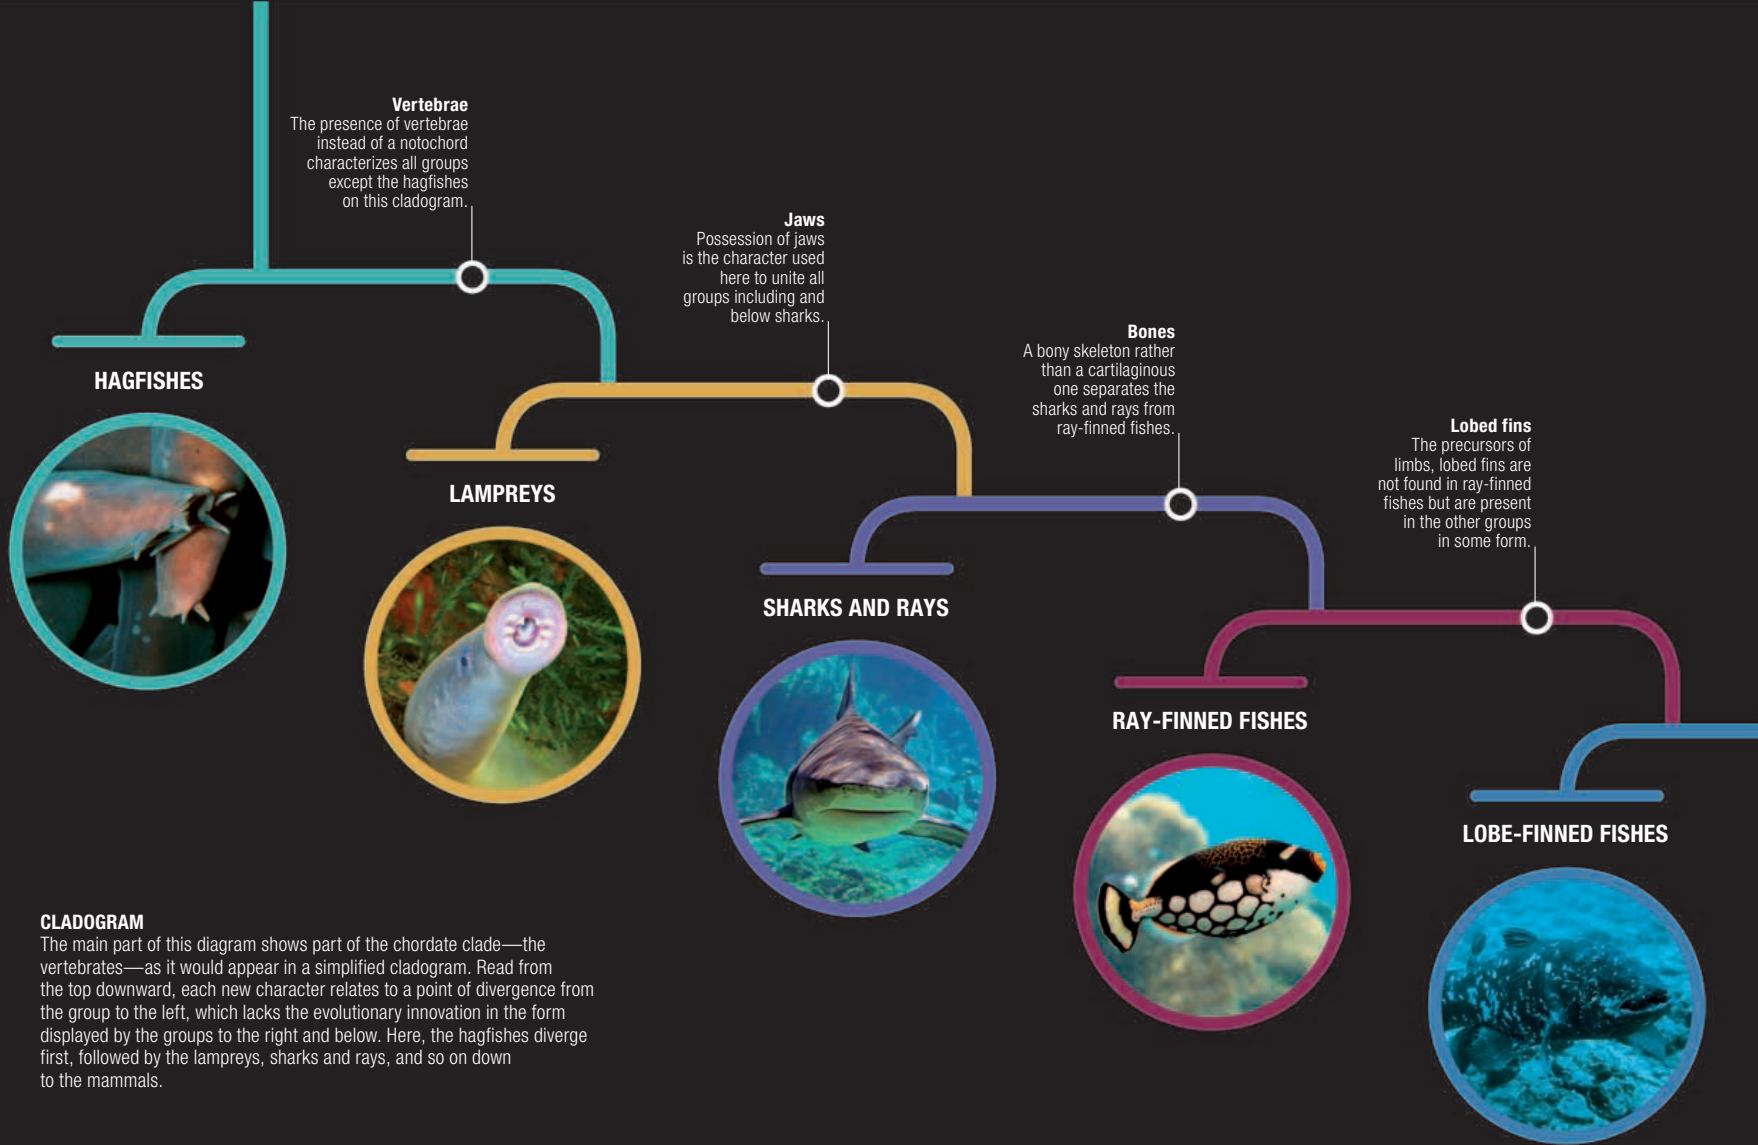 Vertebrae
The presence of vertebrae
instead of a notochord
characterizes all groups
except the hagfishes
on this cladogram.
Jaws
Possession of jaws
is the character used
here to unite all
groups including and
below sharks.
Bones
A bony skeleton rather
than a cartilaginous
one separates the
sharks and rays from
ray-finned fishes.
Lobed fins
The precursors of
limbs, lobed fins are
not found in ray-finned
fishes but are present
in the other groups
in some form.
HAGFISHES
LAMPREYS
SHARKS AND RAYS
RAY-FINNED FISHES
LOBE-FINNED FISHES
CLADOGRAM
The main part of this diagram shows part of the chordate clade—the
vertebrates—as it would appear in a simplified cladogram. Read from
the top downward, each new character relates to a point of divergence from
the group to the left, which lacks the evolutionary innovation in the form
displayed by the groups to the right and below. Here, the hagfishes diverge
first, followed by the lampreys, sharks and rays, and so on down
to the mammals.